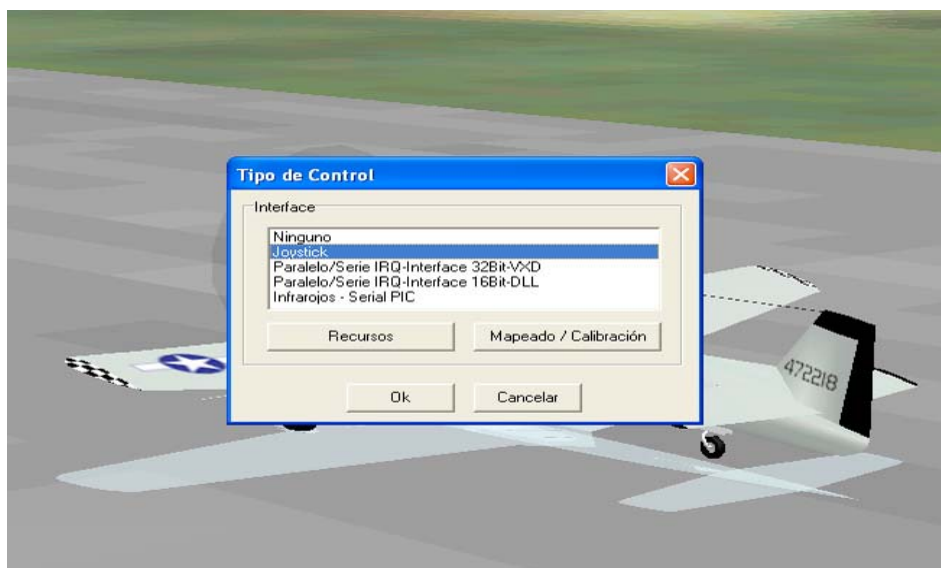 Tipo de Control
Interface
Ninguno
Joystick
Paralelo/Serie IRQ-Interface 32Bit-VXD
Paralelo/Serie IRQ-Interface 16Bit-DLL
Infrarojos - Serial PIC
Recursos
Mapeado / Calibración
472218
Ok
Cancelar